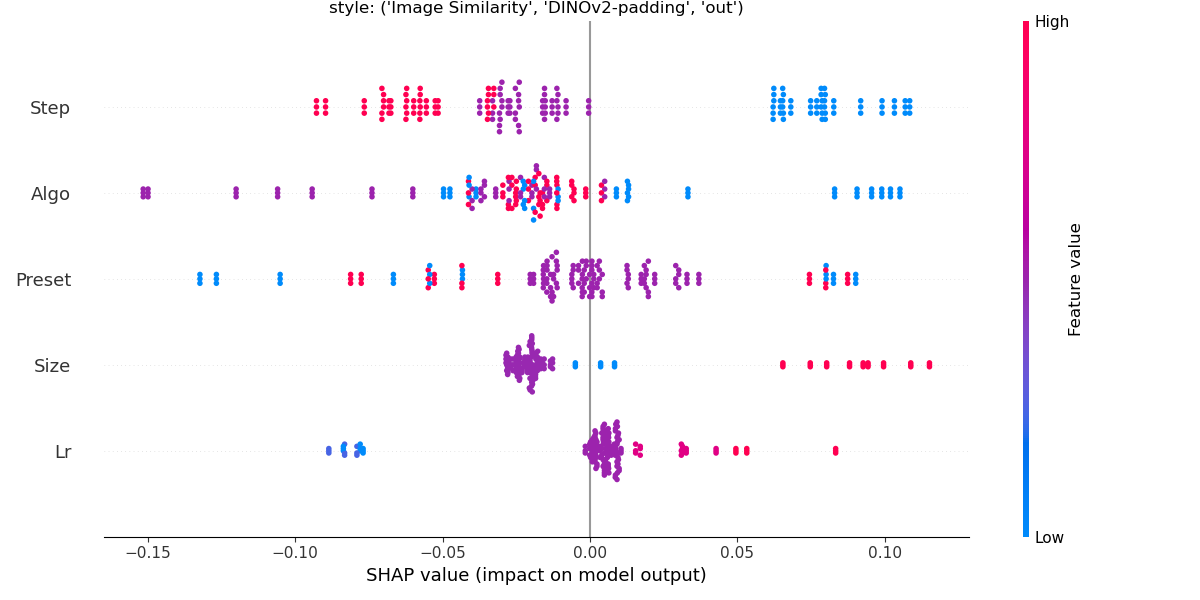 style: ('Image Similarity', 'DINOv2-padding', 'out')
High
Step
Algo
Preset
Size
Lr
Feature value
Low
−0.15 −0.10 −0.05 0.00 0.05 0.10
SHAP value (impact on model output)